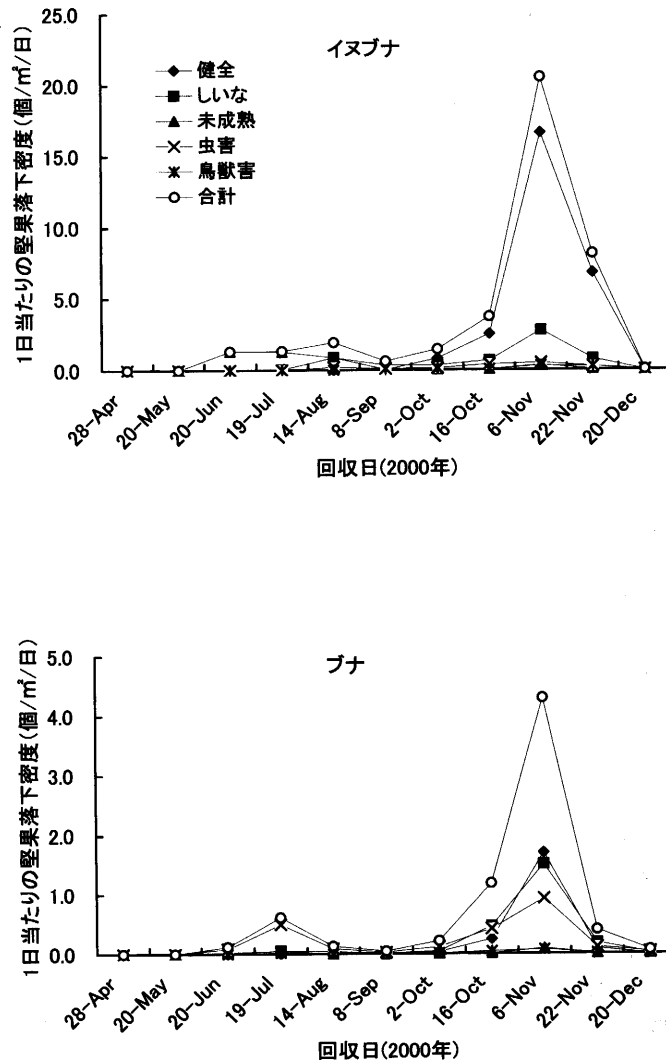 イヌブナ
1日当たりの堅果落下密度(個/㎡/日)
25.0
20.0
15.0
10.0
5.0
0.0
健全
しいな
未成熟
虫害
鳥獣害
合計
28-Apr
20-May
20-Jun
19-Jul
14-Aug
8-Sep
2-Oct
16-Oct
6-Nov
22-Nov
20-Dec
回収日(2000年)
ブナ
1日当たりの堅果落下密度(個/㎡/日)
5.0
4.0
3.0
2.0
1.0
0.0
28-Apr
20-May
20-Jun
19-Jul
14-Aug
8-Sep
2-Oct
16-Oct
6-Nov
22-Nov
20-Dec
回収日(2000年)